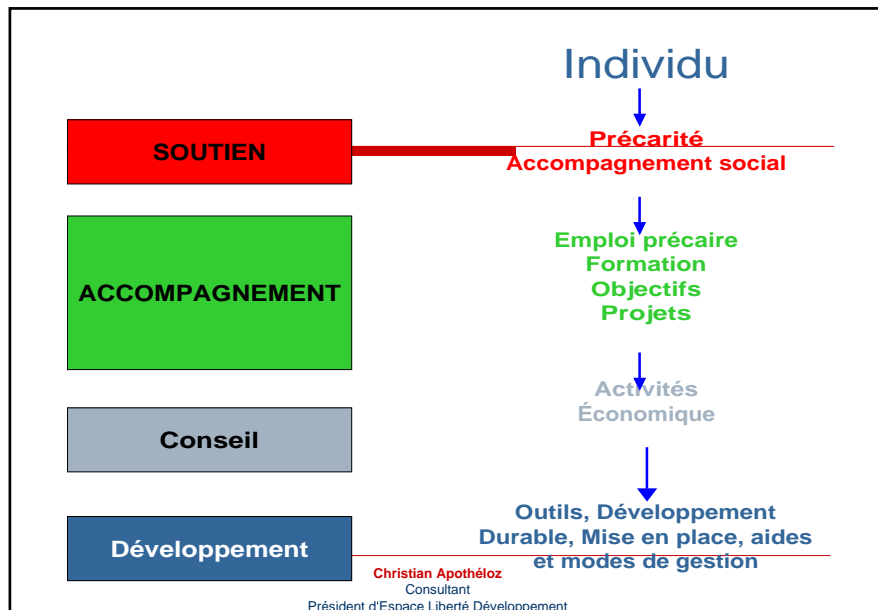 Individu
SOUTIEN
Précarité
Accompagnement social
ACCOMPAGNEMENT
Emploi précaire
Formation
Objectifs
Projets
Conseil
Activités
Économique
Développement
Outils, Développement
Durable, Mise en place, aides
et modes de gestion
Christian Apothéloz
Consultant
Président d'Espace Liberté Développement